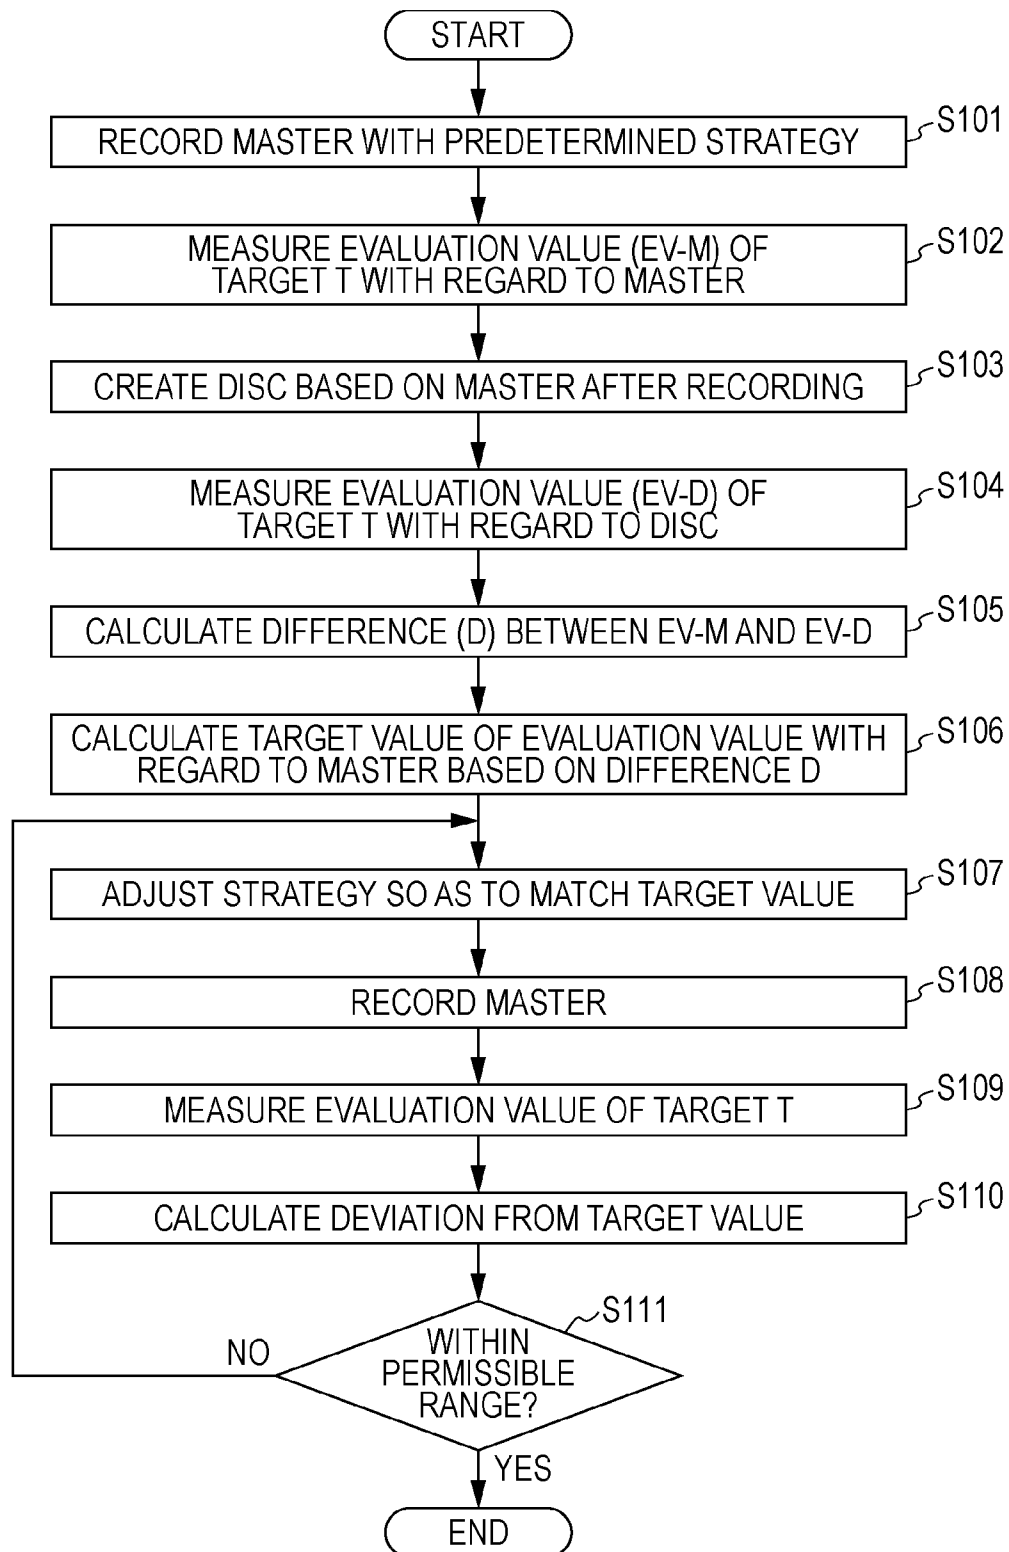 START
RECORD MASTER WITH PREDETERMINED STRATEGY
S101
MEASURE EVALUATION VALUE (EV-M) OF
TARGET T WITH REGARD TO MASTER
S102
CREATE DISC BASED ON MASTER AFTER RECORDING
S103
MEASURE EVALUATION VALUE (EV-D) OF
TARGET T WITH REGARD TO DISC
S104
CALCULATE DIFFERENCE (D) BETWEEN EV-M AND EV-D
S105
CALCULATE TARGET VALUE OF EVALUATION VALUE WITH
REGARD TO MASTER BASED ON DIFFERENCE D
S106
ADJUST STRATEGY SO AS TO MATCH TARGET VALUE
S107
RECORD MASTER
S108
MEASURE EVALUATION VALUE OF TARGET T
S109
CALCULATE DEVIATION FROM TARGET VALUE
S110
S111
WITHIN
PERMISSIBLE
RANGE?
NO
YES
END